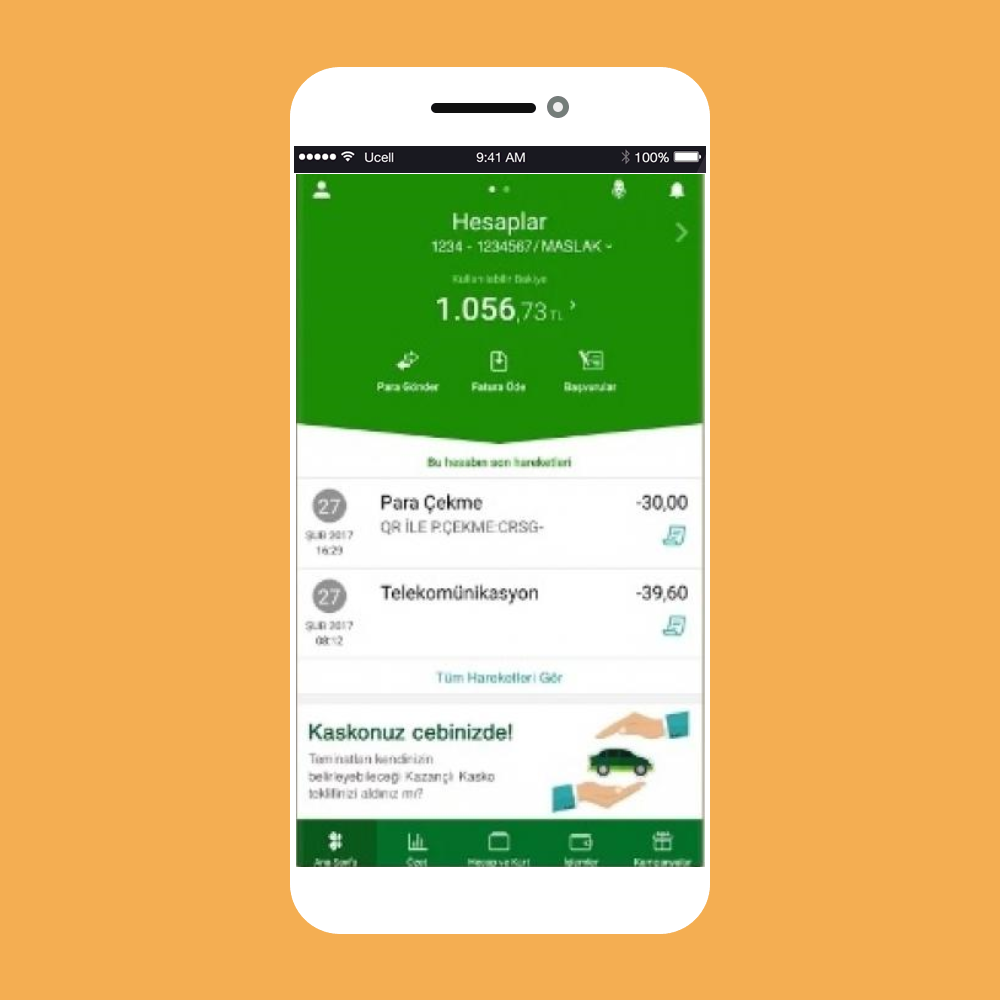 Ucell 9:41 AM 100%
Hesaplar
1234 - 1234567/MASLAK
Kullanılabilir Bakiye
1.056,73 TL
Para Gönder Fatura Öde Başvurular
Bu hesabın son hareketleri
27 Para Çekme -30,00
QR İLE P.ÇEKME:CRSG-
ŞUB 2017
16:29
27 Telekomünikasyon -39,60
ŞUB 2017
08:12
Tüm Hareketleri Gör
Kaskonuz cebinizde!
Teminatları kendinizin
belirleyebileceği Kazançlı Kasko
teklifinizi aldınız mı?
Ana Sayfa Özet Hesap ve Kart İşlemler Kampanyalar